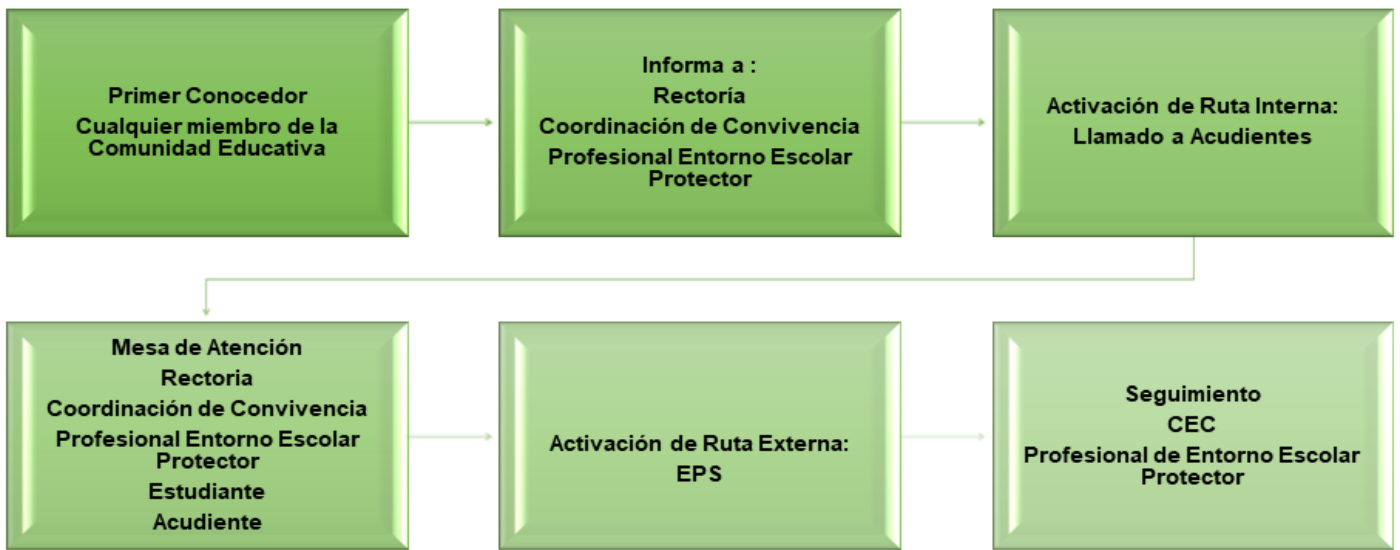 Primer Conocedor
Cualquier miembro de la
Comunidad Educativa
Informa a :
Rectoría
Coordinación de Convivencia
Profesional Entorno Escolar
Protector
Activación de Ruta Interna:
Llamado a Acudientes
Mesa de Atención
Rectoria
Coordinación de Convivencia
Profesional Entorno Escolar
Protector
Estudiante
Acudiente
Activación de Ruta Externa:
EPS
Seguimiento
CEC
Profesional de Entorno Escolar
Protector